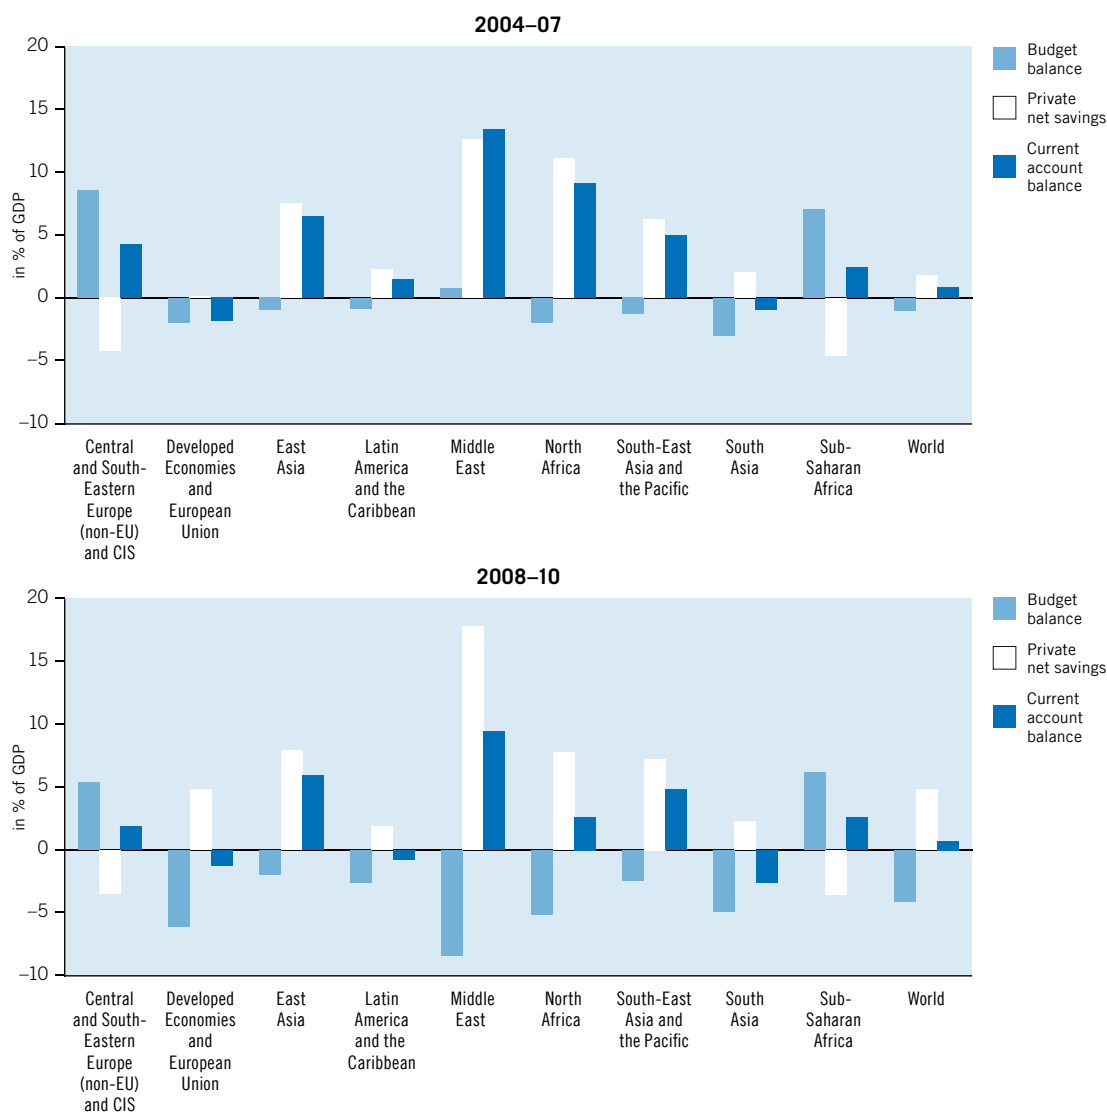 2004–07
20
15
10
5
0
–5
–10
in % of GDP
Budget
balance
Private
net savings
Current
account
balance
Central
and South-
Eastern
Europe
(non-EU)
and CIS
Developed
Economies
and
European
Union
East
Asia
Latin
America
and the
Caribbean
Middle
East
North
Africa
South-East
Asia and
the Pacific
South
Asia
Sub-
Saharan
Africa
World
2008–10
20
15
10
5
0
–5
–10
in % of GDP
Budget
balance
Private
net savings
Current
account
balance
Central
and South-
Eastern
Europe
(non-EU)
and CIS
Developed
Economies
and
European
Union
East
Asia
Latin
America
and the
Caribbean
Middle
East
North
Africa
South-East
Asia and
the Pacific
South
Asia
Sub-
Saharan
Africa
World